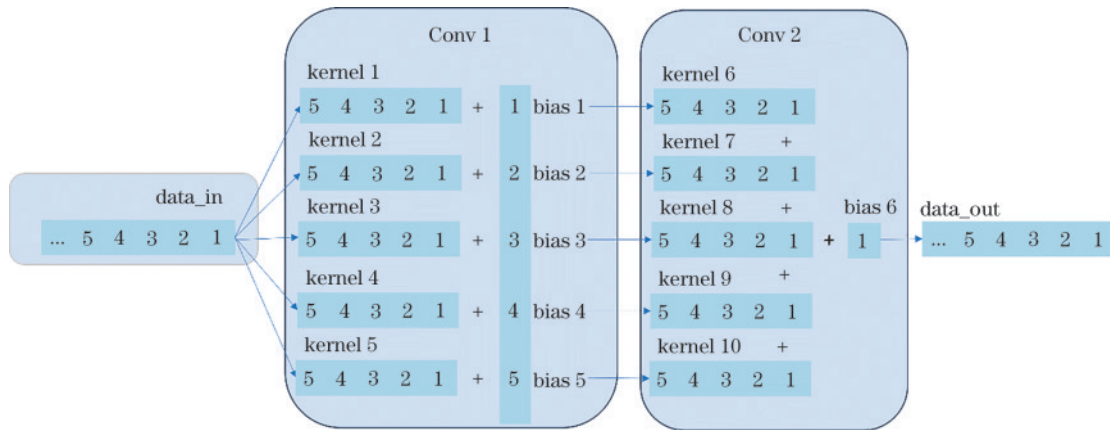 Conv 1
kernel 1
5 4 3 2 1 + 1 bias 1
kernel 2
5 4 3 2 1 + 2 bias 2
kernel 3
5 4 3 2 1 + 3 bias 3
kernel 4
5 4 3 2 1 + 4 bias 4
kernel 5
5 4 3 2 1 + 5 bias 5
data_in
... 5 4 3 2 1
Conv 2
kernel 6
5 4 3 2 1
kernel 7 +
5 4 3 2 1
kernel 8 +
5 4 3 2 1 + 1
bias 6
kernel 9 +
5 4 3 2 1
kernel 10 +
5 4 3 2 1
data_out
... 5 4 3 2 1